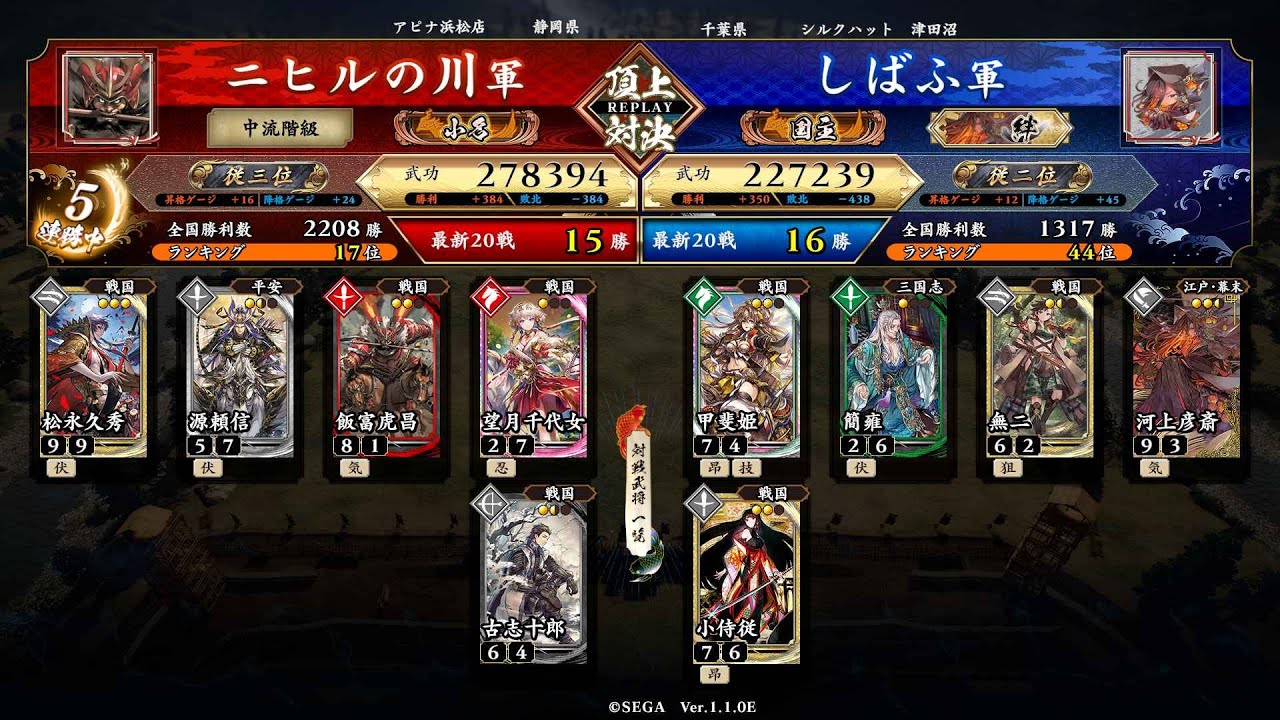 アピナ浜松店 静岡県
千葉県 シルクハット 津田沼
ニヒルの川軍
頂上
REPLAY
対決
しばふ軍
中流階級
小名
国主
絆
5
連勝中
従三位
昇格ゲージ +16 降格ゲージ +24
武功 278394
勝利 +384 敗北 -384
武功 227239
勝利 +350 敗北 -438
従二位
昇格ゲージ +12 降格ゲージ +45
全国勝利数 2208勝
ランキング 17位
最新20戦 15勝
最新20戦 16勝
全国勝利数 1317勝
ランキング 44位
戦国
松永久秀
9 9
伏
平安
源頼信
5 7
伏
戦国
飯富虎昌
8 1
気
戦国
望月千代女
2 7
忍
戦国
甲斐姫
7 4
昂 技
三国志
簡雍
2 6
伏
戦国
無二
6 2
狙
江戸・幕末
河上彦斎
9 3
気
対戦武将一覧
戦国
古志十郎
6 4
戦国
小侍従
7 6
昂
©SEGA Ver.1.1.0E